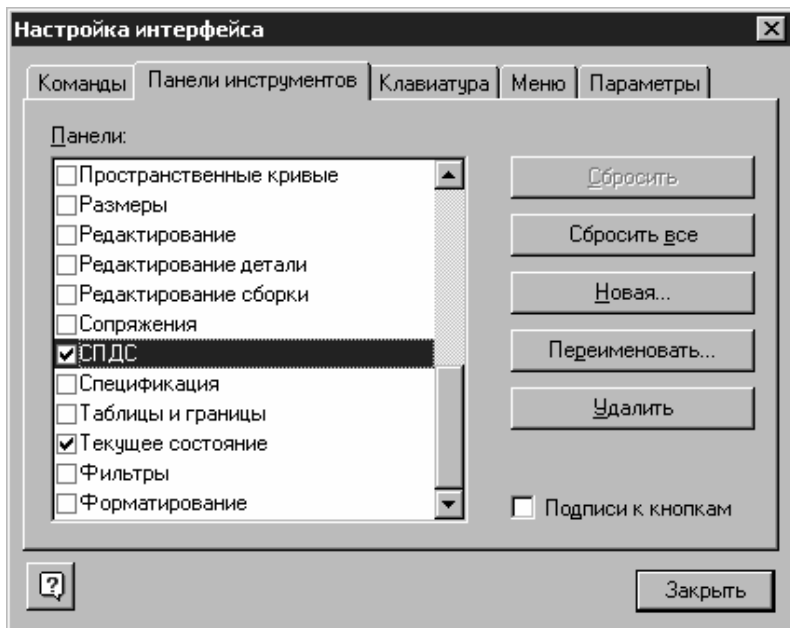 Настройка интерфейса
Команды Панели инструментов Клавиатура Меню Параметры
Панели:
Пространственные кривые
Размеры
Редактирование
Редактирование детали
Редактирование сборки
Сопряжения
СПДС
Спецификация
Таблицы и границы
Текущее состояние
Фильтры
Форматирование
Сбросить
Сбросить все
Новая...
Переименовать...
Удалить
Подписи к кнопкам
?
Закрыть